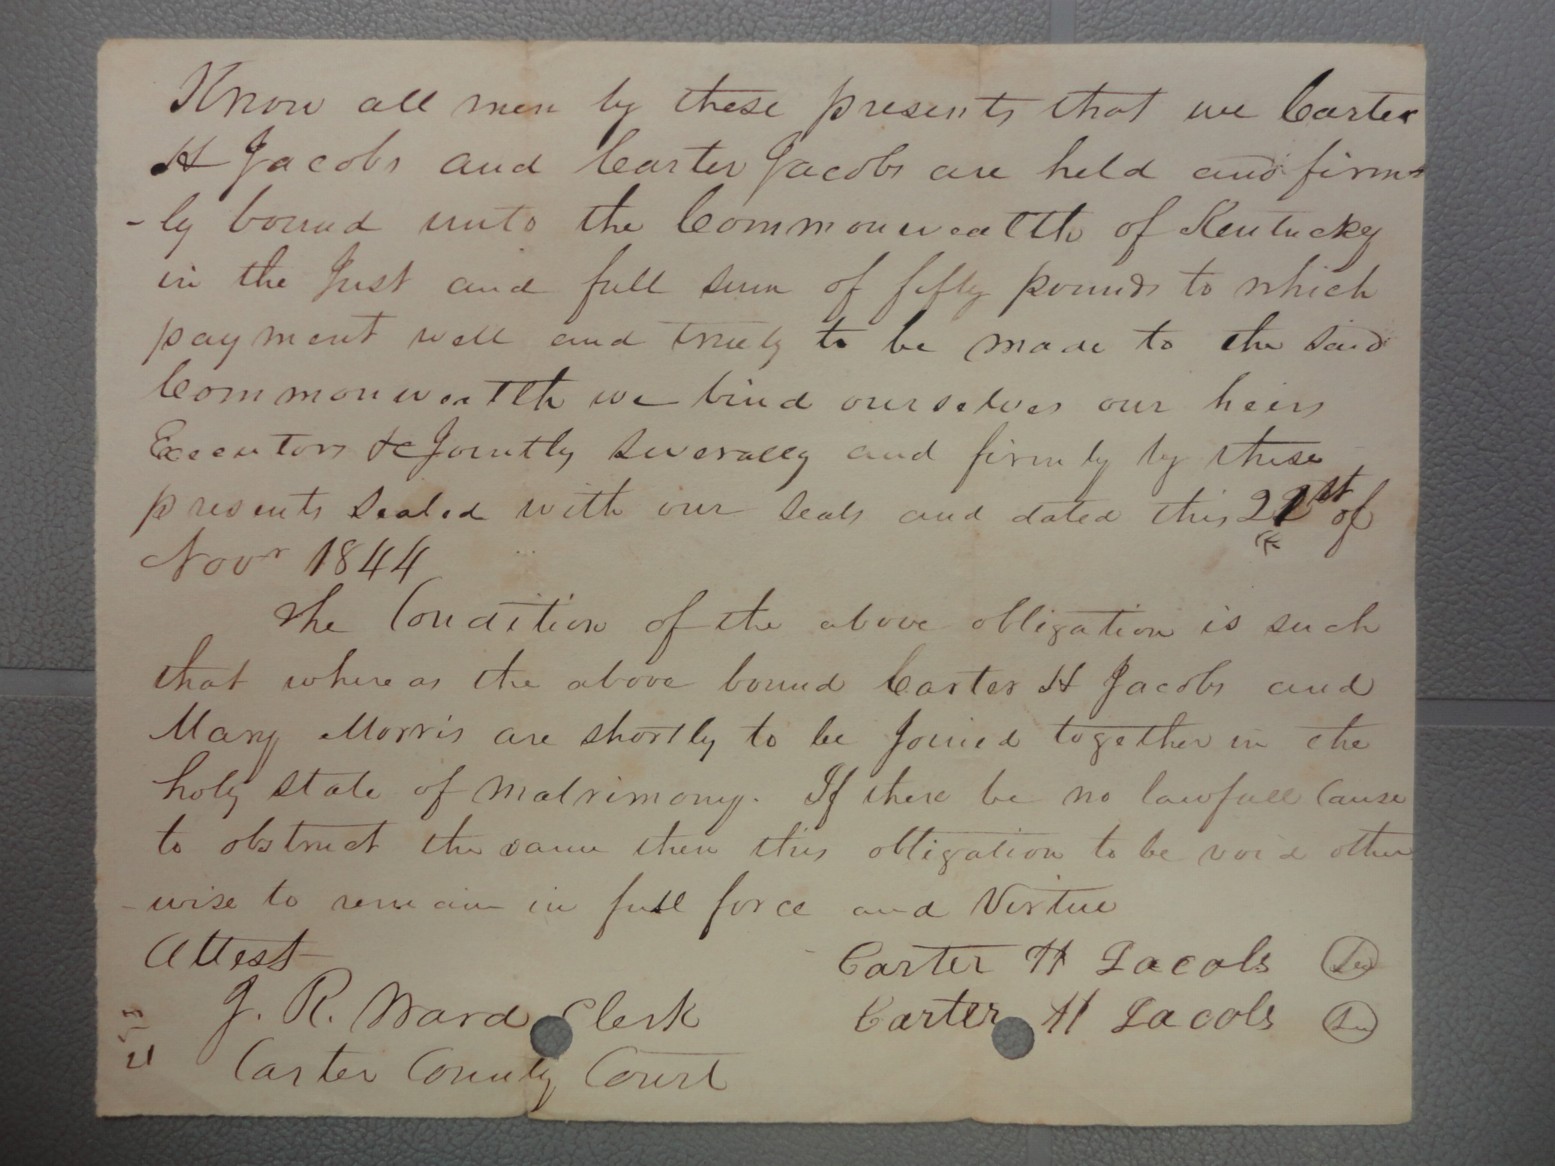 Know all men by these presents that we Carter
H Jacobs and Carter Jacobs are held and firm
-ly bound unto the Commonwealth of Kentucky
in the Just and full sum of fifty pounds to which
payment well and truely to be made to the said
Commonwealth we bind ourselves our heirs
Executors &c Jointly severally and firmly by these
presents sealed with our seals and dated this 21st of
Novr 1844
The Condition of the above obligation is such
that whereas the above bound Carter H Jacobs and
Mary Morris are shortly to be Joined together in the
holy state of matrimony. If there be no lawfull Cause
to obstruct the same then this obligation to be void other
-wise to remain in full force and Virtue
Attest
Carter H Jacobs
J. R. Ward Clerk
Carter H Jacobs
Carter County Court